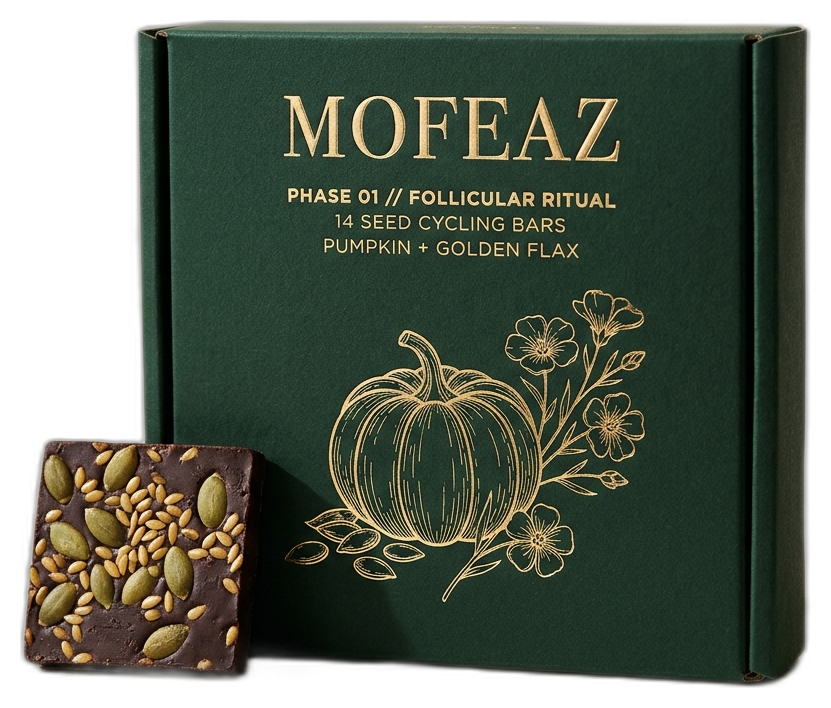 MOFEAZ
PHASE 01 // FOLLICULAR RITUAL
14 SEED CYCLING BARS
PUMPKIN + GOLDEN FLAX